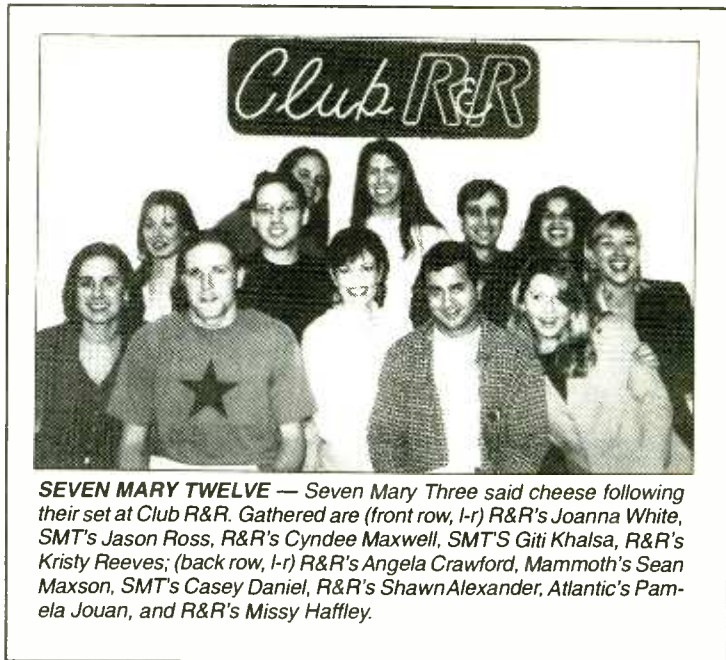 Club R&R
SEVEN MARY TWELVE — Seven Mary Three said cheese following
their set at Club R&R. Gathered are (front row, l-r) R&R's Joanna White,
SMT's Jason Ross, R&R's Cyndee Maxwell, SMT'S Giti Khalsa, R&R's
Kristy Reeves; (back row, l-r) R&R's Angela Crawford, Mammoth's Sean
Maxson, SMT's Casey Daniel, R&R's Shawn Alexander, Atlantic's Pam-
ela Jouan, and R&R's Missy Haffley.